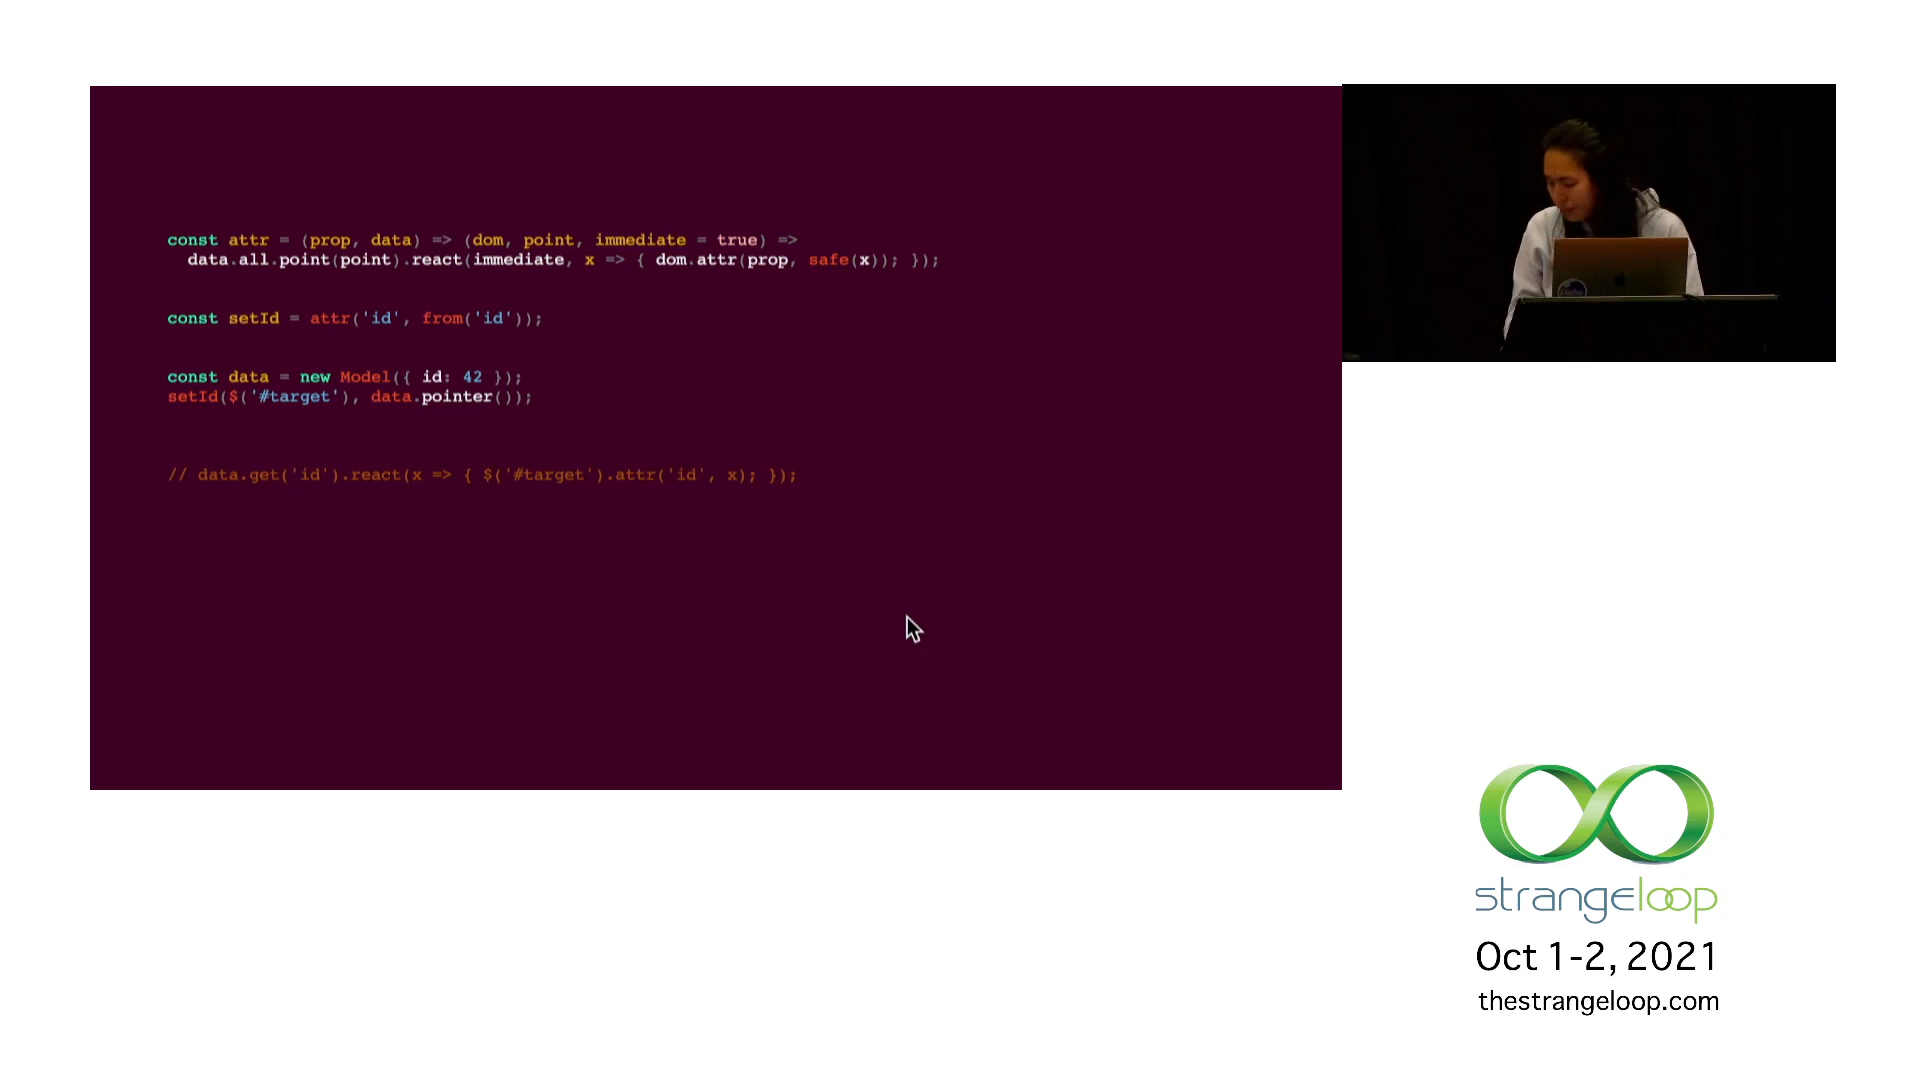 const attr = (prop, data) => (dom, point, immediate = true) =>
  data.all.point(point).react(immediate, x => { dom.attr(prop, safe(x)); });
const setId = attr('id', from('id'));
const data = new Model({ id: 42 });
setId($('#target'), data.pointer());
// data.get('id').react(x => { $('#target').attr('id', x); });
strangeloop
Oct 1-2, 2021
thestrangeloop.com